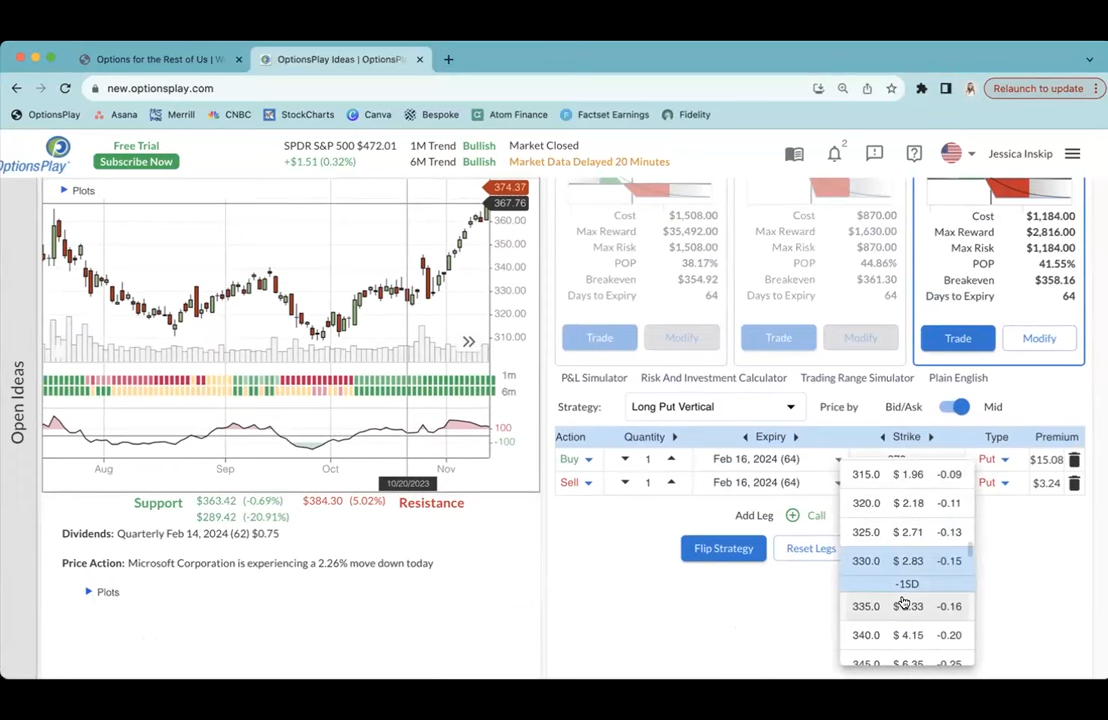 Options for the Rest of Us | W
OptionsPlay Ideas | OptionsPl
new.optionsplay.com
Relaunch to update
OptionsPlay
Asana
Merrill
CNBC
StockCharts
Canva
Bespoke
Atom Finance
Factset Earnings
Fidelity
OptionsPlay
Free Trial
Subscribe Now
SPDR S&P 500 $472.01
+$1.51 (0.32%)
1M Trend Bullish
6M Trend Bullish
Market Closed
Market Data Delayed 20 Minutes
2
Jessica Inskip
Open Ideas
Plots
374.37
367.76
360.00
350.00
340.00
330.00
320.00
310.00
1m
6m
100
-100
Aug
Sep
Oct
Nov
10/20/2023
Support
$363.42 (-0.69%)
$289.42 (-20.91%)
$384.30 (5.02%)
Resistance
Dividends: Quarterly Feb 14, 2024 (62) $0.75
Price Action: Microsoft Corporation is experiencing a 2.26% move down today
Plots
Cost $1,508.00
Max Reward $35,492.00
Max Risk $1,508.00
POP 38.17%
Breakeven $354.92
Days to Expiry 64
Trade
Modify
Cost $870.00
Max Reward $1,630.00
Max Risk $870.00
POP 44.86%
Breakeven $361.30
Days to Expiry 64
Trade
Modify
Cost $1,184.00
Max Reward $2,816.00
Max Risk $1,184.00
POP 41.55%
Breakeven $358.16
Days to Expiry 64
Trade
Modify
P&L Simulator
Risk And Investment Calculator
Trading Range Simulator
Plain English
Strategy: Long Put Vertical
Price by Bid/Ask Mid
Action Quantity Expiry Strike Type Premium
Buy 1 Feb 16, 2024 (64) Put $15.08
Sell 1 Feb 16, 2024 (64) Put $3.24
Add Leg Call
Flip Strategy
Reset Legs
315.0 $ 1.96 -0.09
320.0 $ 2.18 -0.11
325.0 $ 2.71 -0.13
330.0 $ 2.83 -0.15
-1SD
335.0 $ .33 -0.16
340.0 $ 4.15 -0.20
345.0 $ 6.35 -0.25